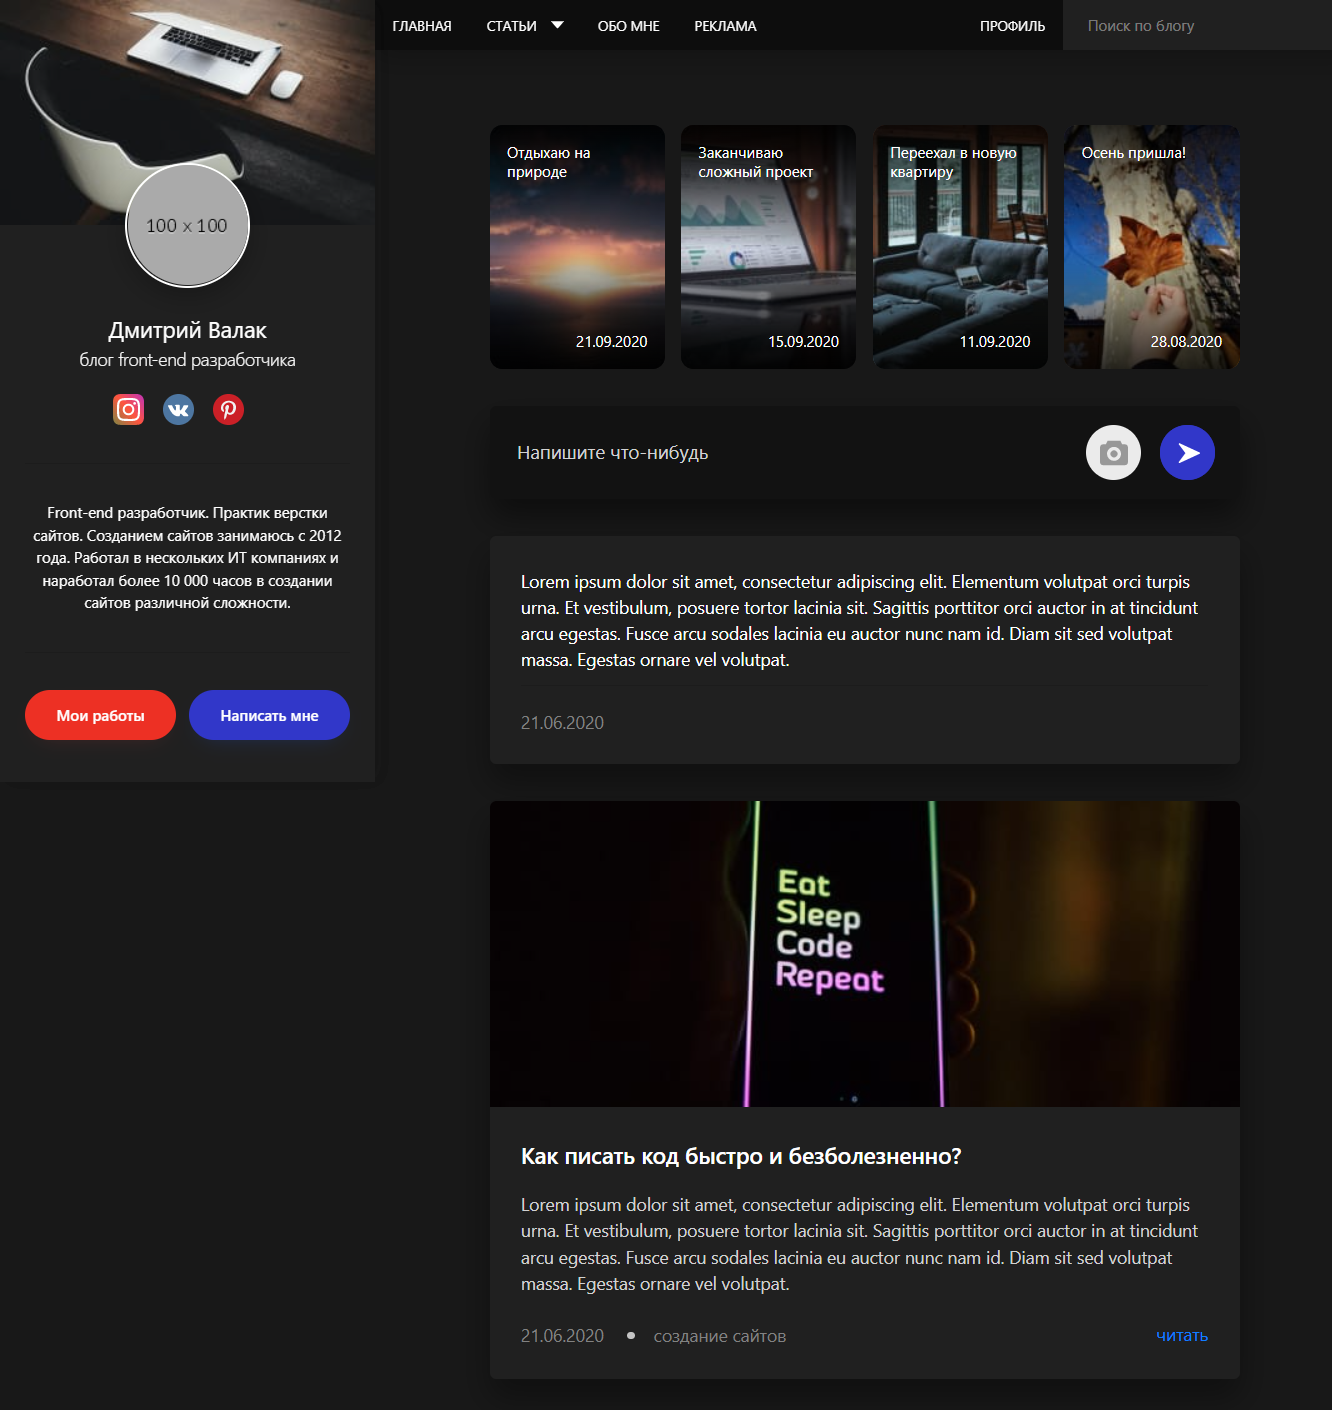 ГЛАВНАЯ СТАТЬИ ОБО МНЕ РЕКЛАМА ПРОФИЛЬ Поиск по блогу
100 x 100
Дмитрий Валак
блог front-end разработчика
Front-end разработчик. Практик верстки
сайтов. Созданием сайтов занимаюсь с 2012
года. Работал в нескольких ИТ компаниях и
наработал более 10 000 часов в создании
сайтов различной сложности.
Мои работы
Написать мне
Отдыхаю на
природе
21.09.2020
Заканчиваю
сложный проект
15.09.2020
Переехал в новую
квартиру
11.09.2020
Осень пришла!
28.08.2020
Напишите что-нибудь
Lorem ipsum dolor sit amet, consectetur adipiscing elit. Elementum volutpat orci turpis
urna. Et vestibulum, posuere tortor lacinia sit. Sagittis porttitor orci auctor in at tincidunt
arcu egestas. Fusce arcu sodales lacinia eu auctor nunc nam id. Diam sit sed volutpat
massa. Egestas ornare vel volutpat.
21.06.2020
Eat
Sleep
Code
Repeat
Как писать код быстро и безболезненно?
Lorem ipsum dolor sit amet, consectetur adipiscing elit. Elementum volutpat orci turpis
urna. Et vestibulum, posuere tortor lacinia sit. Sagittis porttitor orci auctor in at tincidunt
arcu egestas. Fusce arcu sodales lacinia eu auctor nunc nam id. Diam sit sed volutpat
massa. Egestas ornare vel volutpat.
21.06.2020 • создание сайтов читать